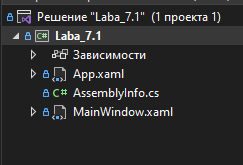 Решение "Laba_7.1" (1 проекта 1)
C# Laba_7.1
Зависимости
App.xaml
C# AssemblyInfo.cs
MainWindow.xaml